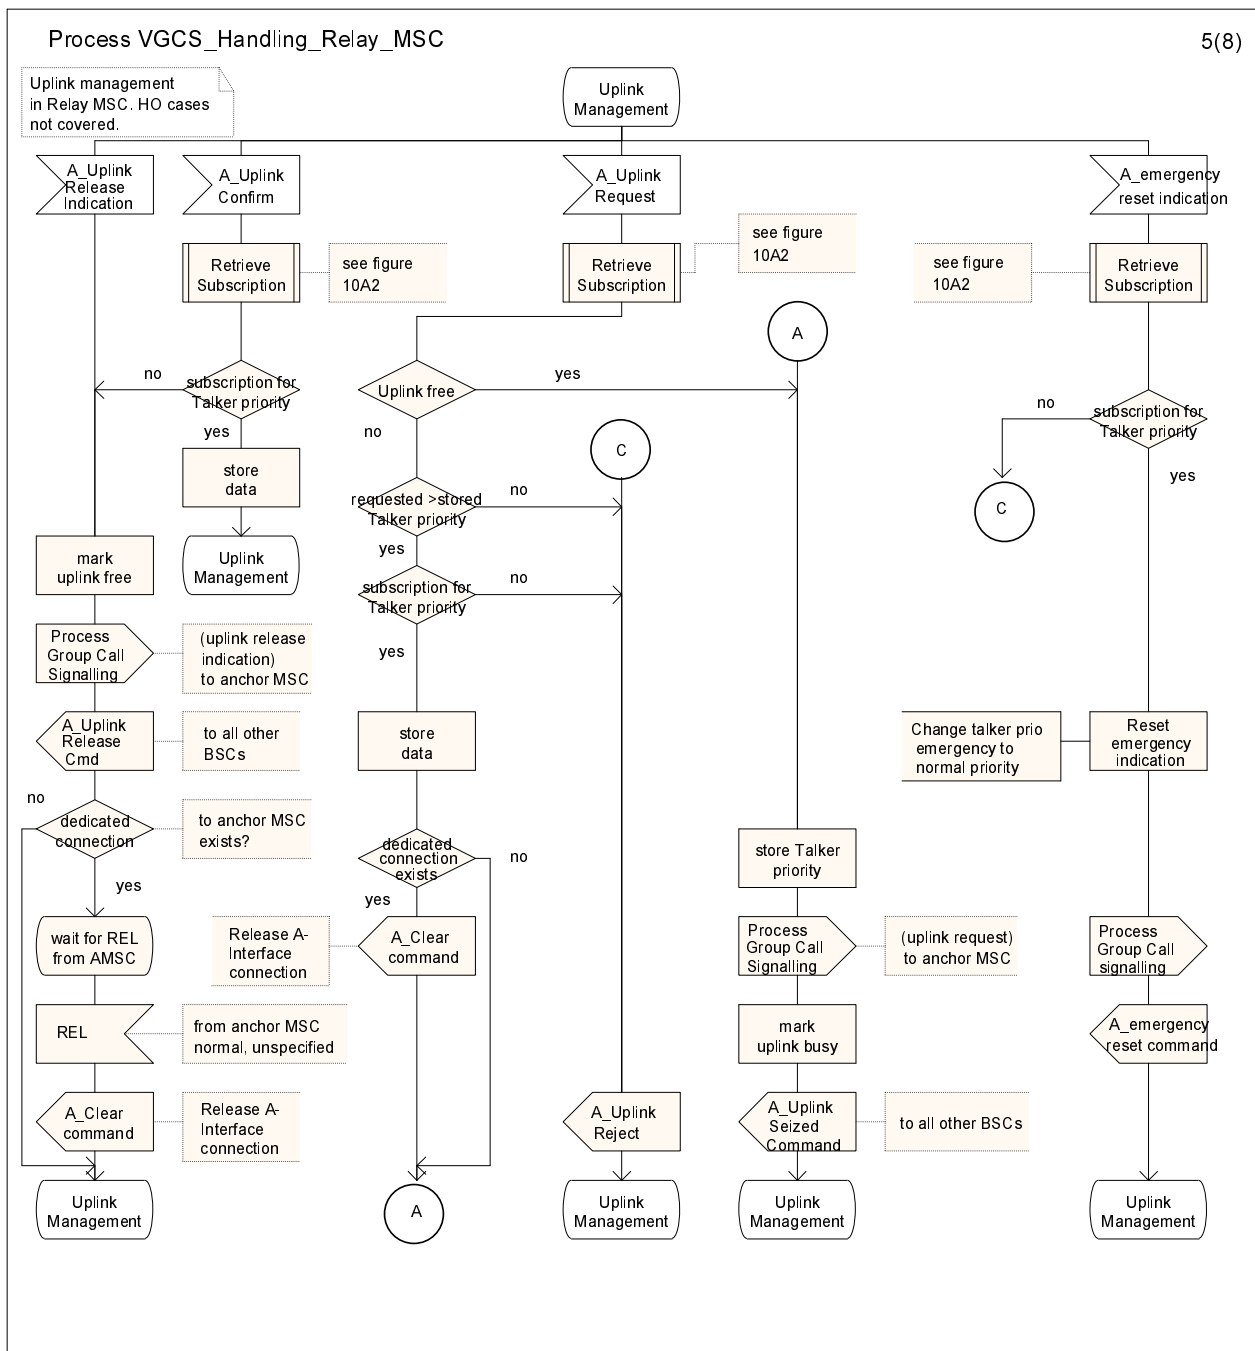 Process VGCS_Handling_Relay_MSC
5(8)
Uplink management
in Relay MSC. HO cases
not covered.
Uplink
Management
A_Uplink
Release
Indication
A_Uplink
Confirm
A_Uplink
Request
A_emergency
reset indication
Retrieve
Subscription
see figure
10A2
Retrieve
Subscription
see figure
10A2
see figure
10A2
Retrieve
Subscription
A
no
subscription for
Talker priority
yes
Uplink free
yes
no
no
subscription for
Talker priority
yes
C
C
store
data
requested >stored
Talker priority
no
yes
mark
uplink free
Uplink
Management
subscription for
Talker priority
no
yes
Process
Group Call
Signalling
(uplink release
indication)
to anchor MSC
A_Uplink
Release
Cmd
to all other
BSCs
store
data
Change talker prio
emergency to
normal priority
Reset
emergency
indication
no
dedicated
connection
to anchor MSC
exists?
yes
dedicated
connection
exists
no
yes
store Talker
priority
wait for REL
from AMSC
Release A-
Interface
connection
A_Clear
command
Process
Group Call
Signalling
(uplink request)
to anchor MSC
Process
Group Call
signalling
REL
from anchor MSC
normal, unspecified
mark
uplink busy
A_emergency
reset command
A_Clear
command
Release A-
Interface
connection
A_Uplink
Reject
A_Uplink
Seized
Command
to all other BSCs
Uplink
Management
A
Uplink
Management
Uplink
Management
Uplink
Management